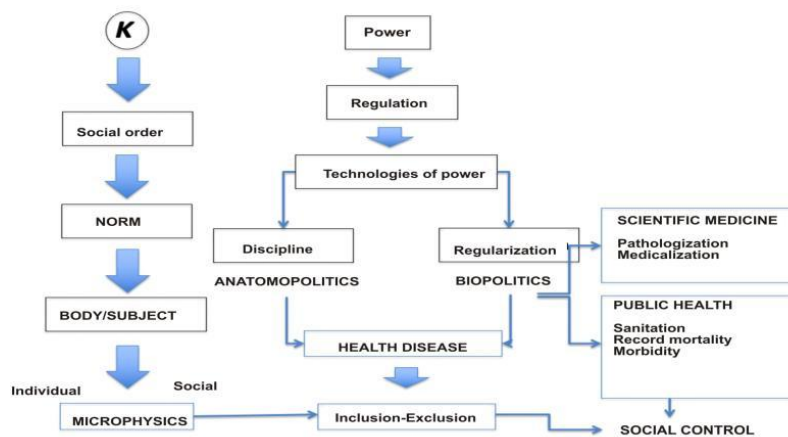 K
Power
Regulation
Social order
Technologies of power
NORM
SCIENTIFIC MEDICINE
Pathologization
Medicalization
Discipline
Regularization
ANATOMOPOLITICS
BIOPOLITICS
PUBLIC HEALTH
Sanitation
Record mortality
Morbidity
BODY/SUBJECT
HEALTH DISEASE
Individual
Social
MICROPHYSICS
Inclusion-Exclusion
SOCIAL CONTROL